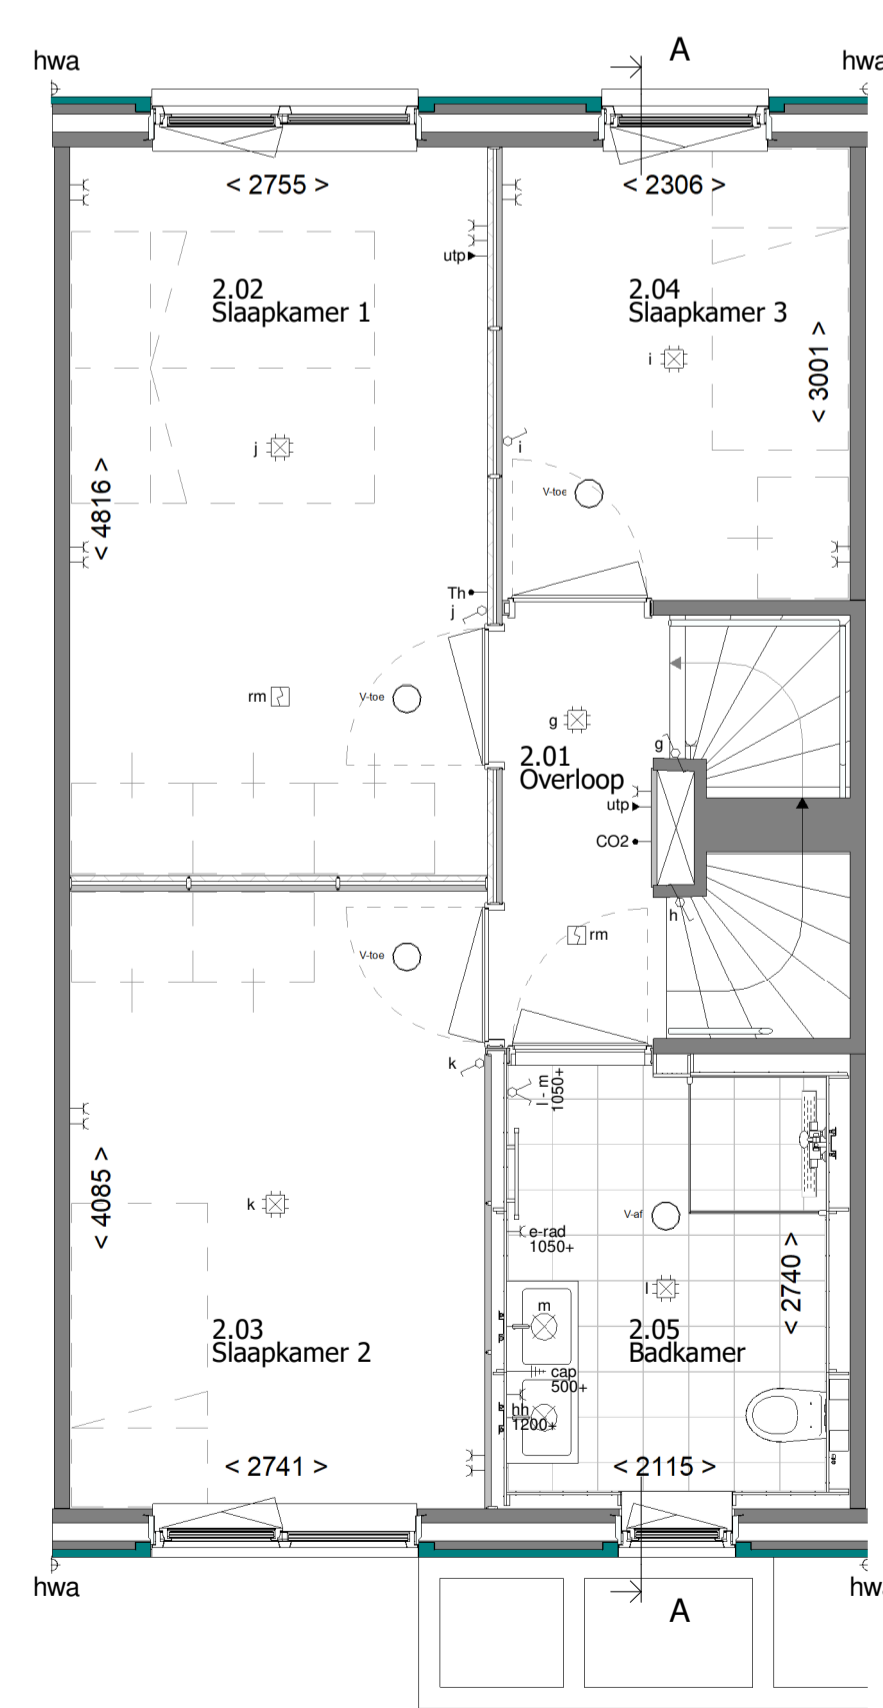 A
hwa
hwa
< 2755 >
< 2306 >
utp
2.02
Slaapkamer 1
2.04
Slaapkamer 3
< 3001 >
i
j
i
< 4816 >
V-toe
Th
j
rm
V-toe
g
g
2.01
Overloop
utp
CO2
h
rm
V-toe
k
l - m
1050+
< 4085 >
k
V-af
e-rad
1050+
< 2740 >
l
m
2.03
Slaapkamer 2
2.05
Badkamer
cap
500+
hh
1200+
< 2741 >
< 2115 >
hwa
hwa
A